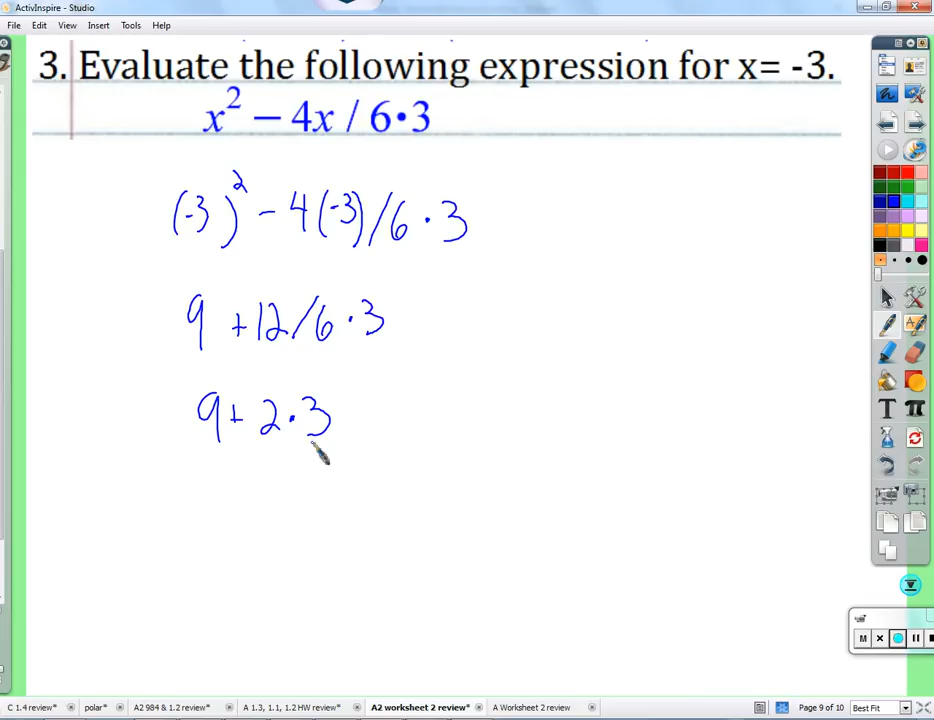 ActivInspire - Studio
File Edit View Insert Tools Help
3. Evaluate the following expression for x= -3.
x² − 4x / 6•3
(-3)² - 4(-3)/6 · 3
9 +12/6 · 3
9+ 2·3
M
C 1.4 review* polar* A2 984 & 1.2 review* A 1.3, 1.1, 1.2 HW review* A2 worksheet 2 review* A Worksheet 2 review Page 9 of 10 Best Fit